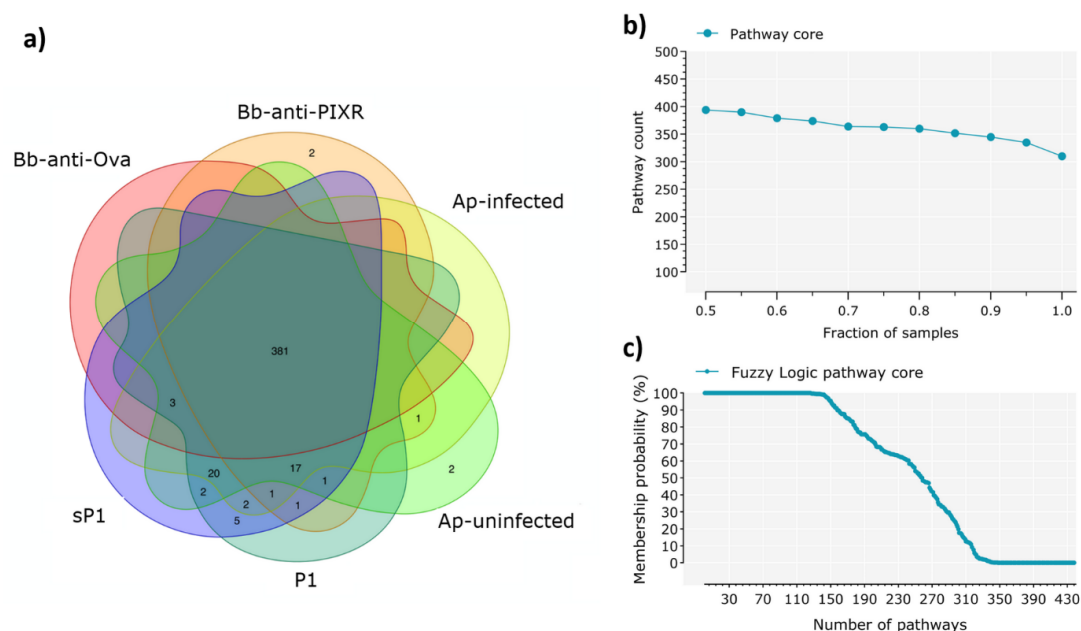 a)
Bb-anti-PIXR
Bb-anti-Ova
Ap-infected
2
381
3
1
2
20
17
2
1
1
2
1
5
sP1
Ap-uninfected
P1
b)
Pathway core
Pathway count
500
450
400
350
300
250
200
150
100
0.5 0.6 0.7 0.8 0.9 1.0
Fraction of samples
c)
Fuzzy Logic pathway core
Membership probability (%)
100
90
80
70
60
50
40
30
20
10
0
30 70 110 150 190 230 270 310 350 390 430
Number of pathways